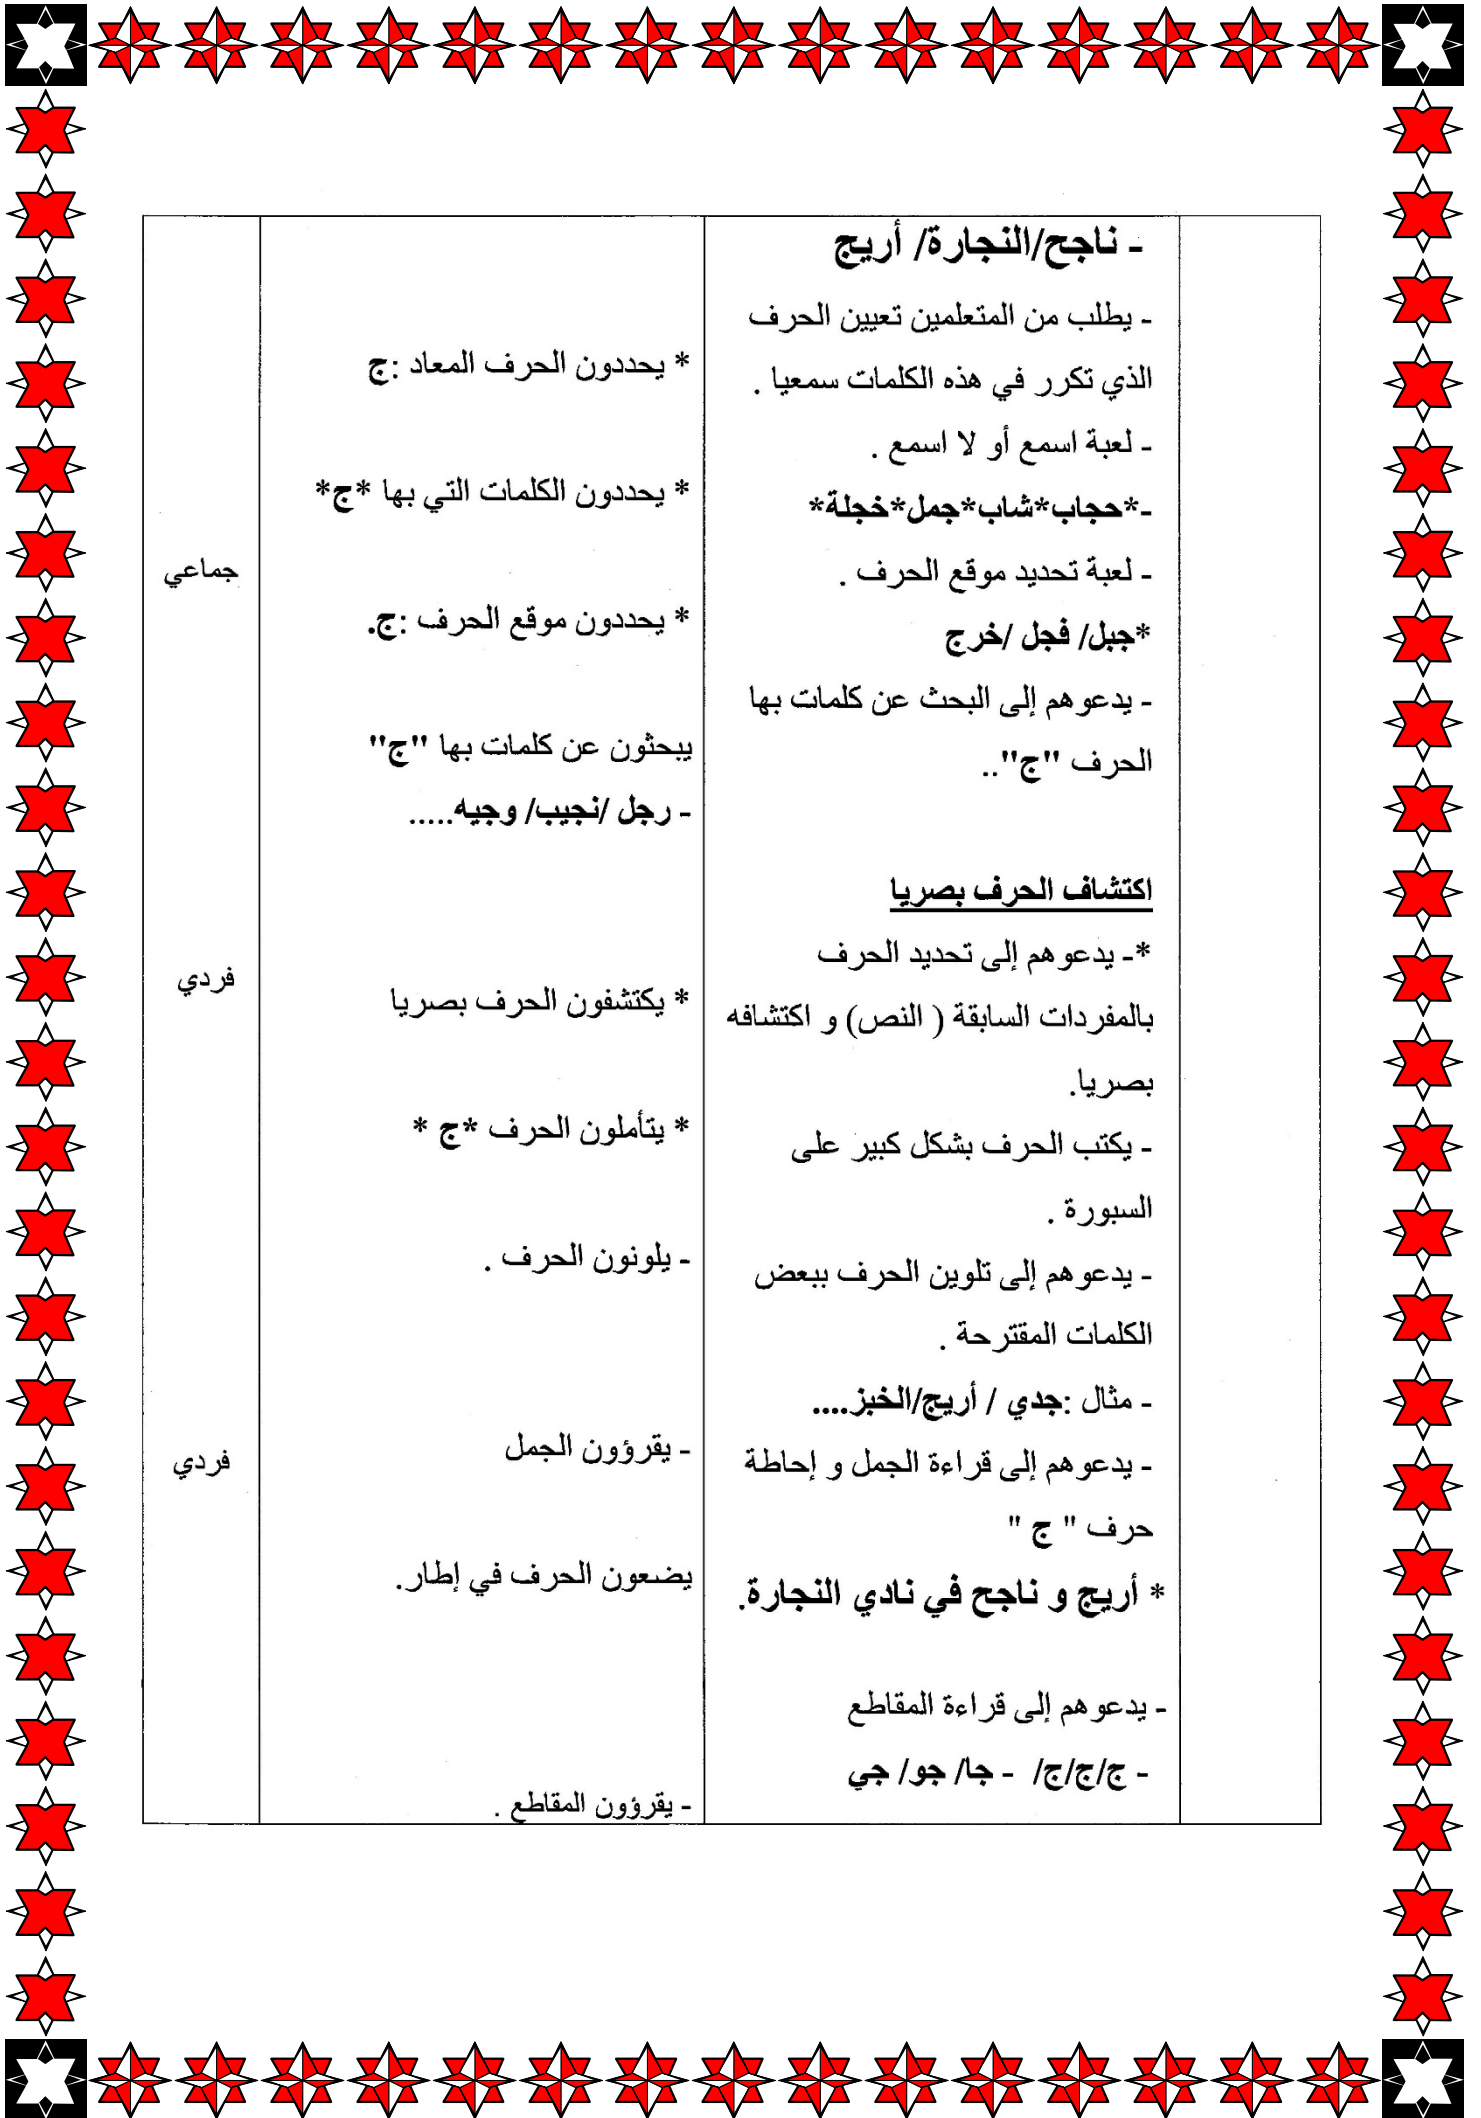 - ناجح/النجارة/ أريج
- يطلب من المتعلمين تعيين الحرف
الذي تكرر في هذه الكلمات سمعيا .
- لعبة اسمع أو لا اسمع .
-*حجاب*شاب*جمل*خجلة*
- لعبة تحديد موقع الحرف .
*جبل/ فجل /خرج
- يدعوهم إلى البحث عن كلمات بها
الحرف "ج"..
اكتشاف الحرف بصريا
*- يدعوهم إلى تحديد الحرف
بالمفردات السابقة ( النص) و اكتشافه
بصريا.
- يكتب الحرف بشكل كبير على
السبورة .
- يدعوهم إلى تلوين الحرف ببعض
الكلمات المقترحة .
- مثال :جدي / أريج/الخبز....
- يدعوهم إلى قراءة الجمل و إحاطة
حرف " ج "
* أريج و ناجح في نادي النجارة.
- يدعوهم إلى قراءة المقاطع
- ج/ج/ج/ - جا/ جو/ جي
* يحددون الحرف المعاد :ج
* يحددون الكلمات التي بها *ج*
* يحددون موقع الحرف :ج.
يبحثون عن كلمات بها "ج"
- رجل /نجيب/ وجيه.....
* يكتشفون الحرف بصريا
* يتأملون الحرف *ج *
- يلونون الحرف .
- يقرؤون الجمل
يضعون الحرف في إطار.
- يقرؤون المقاطع .
جماعي
فردي
فردي